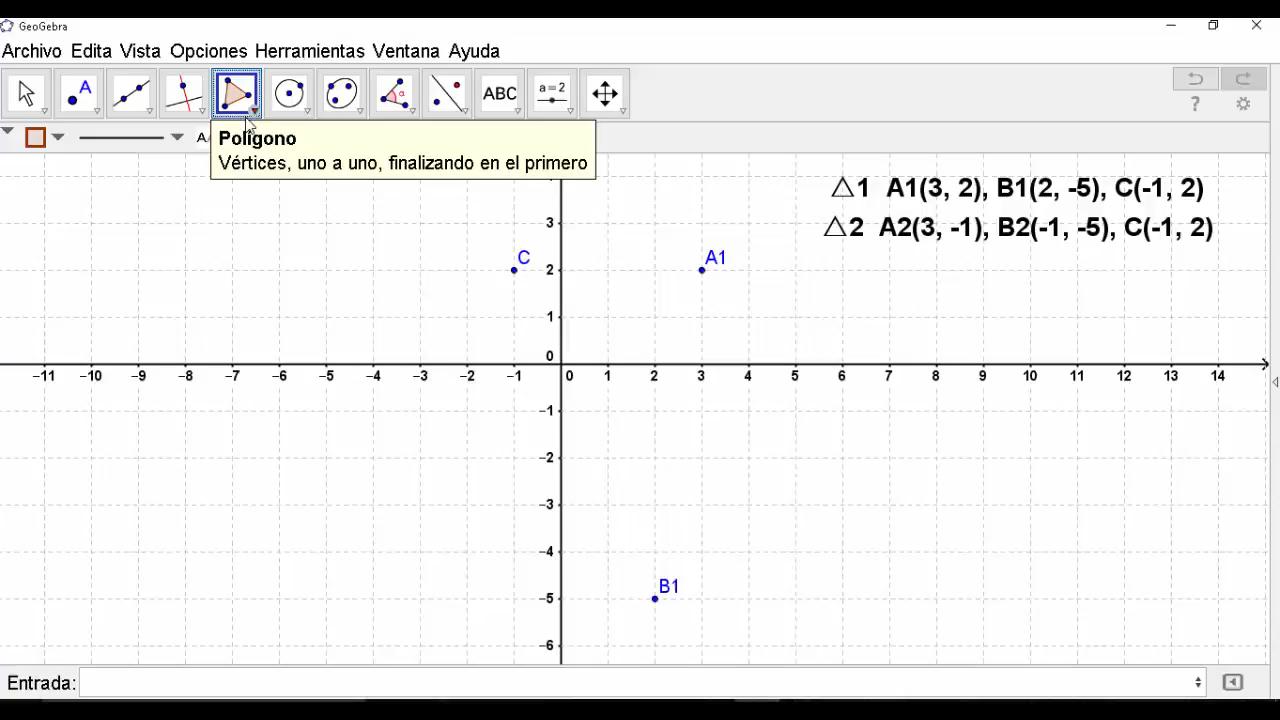 GeoGebra
Archivo Edita Vista Opciones Herramientas Ventana Ayuda
A α ABC a=2
?
Polígono
Vértices, uno a uno, finalizando en el primero
△1 A1(3, 2), B1(2, -5), C(-1, 2)
△2 A2(3, -1), B2(-1, -5), C(-1, 2)
3
C A1
2
1
0
−11 −10 −9 −8 −7 −6 −5 −4 −3 −2 −1 0 1 2 3 4 5 6 7 8 9 10 11 12 13 14
−1
−2
−3
−4
B1
−5
−6
Entrada: